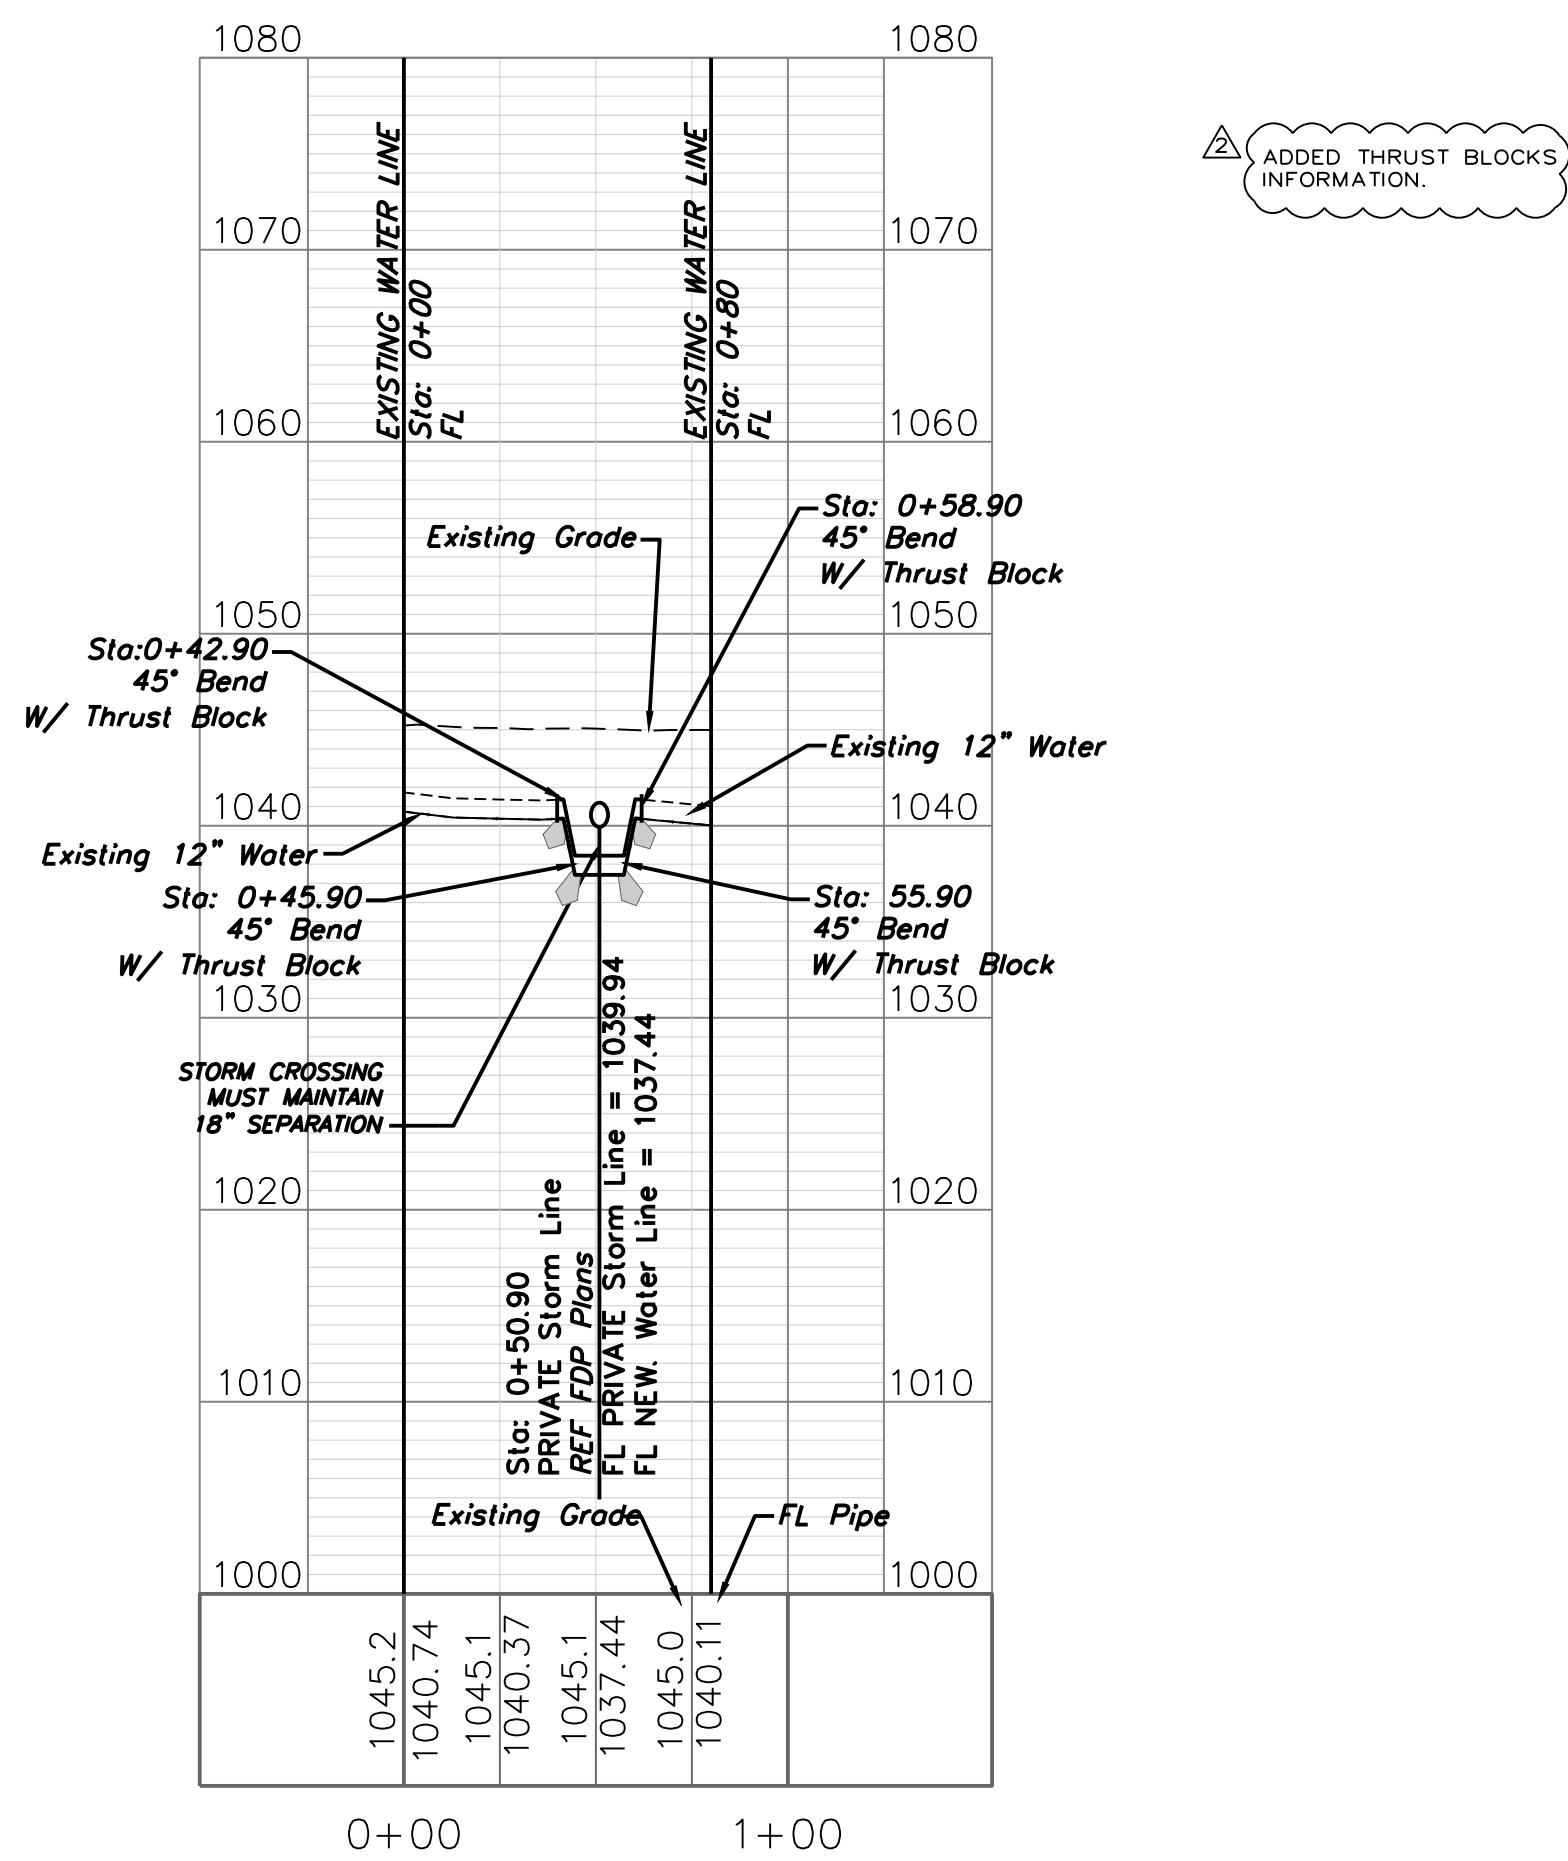 1080
1080
2
ADDED THRUST BLOCKS
INFORMATION.
EXISTING WATER LINE
Sta: 0+00
FL
EXISTING WATER LINE
Sta: 0+80
FL
1070
1070
1060
1060
Sta: 0+58.90
45° Bend
W/ Thrust Block
Existing Grade
1050
1050
Sta:0+42.90
45° Bend
W/ Thrust Block
Existing 12" Water
1040
1040
Existing 12" Water
Sta: 0+45.90
45° Bend
W/ Thrust Block
Sta: 55.90
45° Bend
W/ Thrust Block
1030
1030
STORM CROSSING
MUST MAINTAIN
18" SEPARATION
1020
1020
Sta: 0+50.90
PRIVATE Storm Line
REF FDP Plans
FL PRIVATE Storm Line = 1039.94
FL NEW. Water Line = 1037.44
1010
1010
Existing Grade
FL Pipe
1000
1000
1045.2
1040.74
1045.1
1040.37
1045.1
1037.44
1045.0
1040.11
0+00
1+00